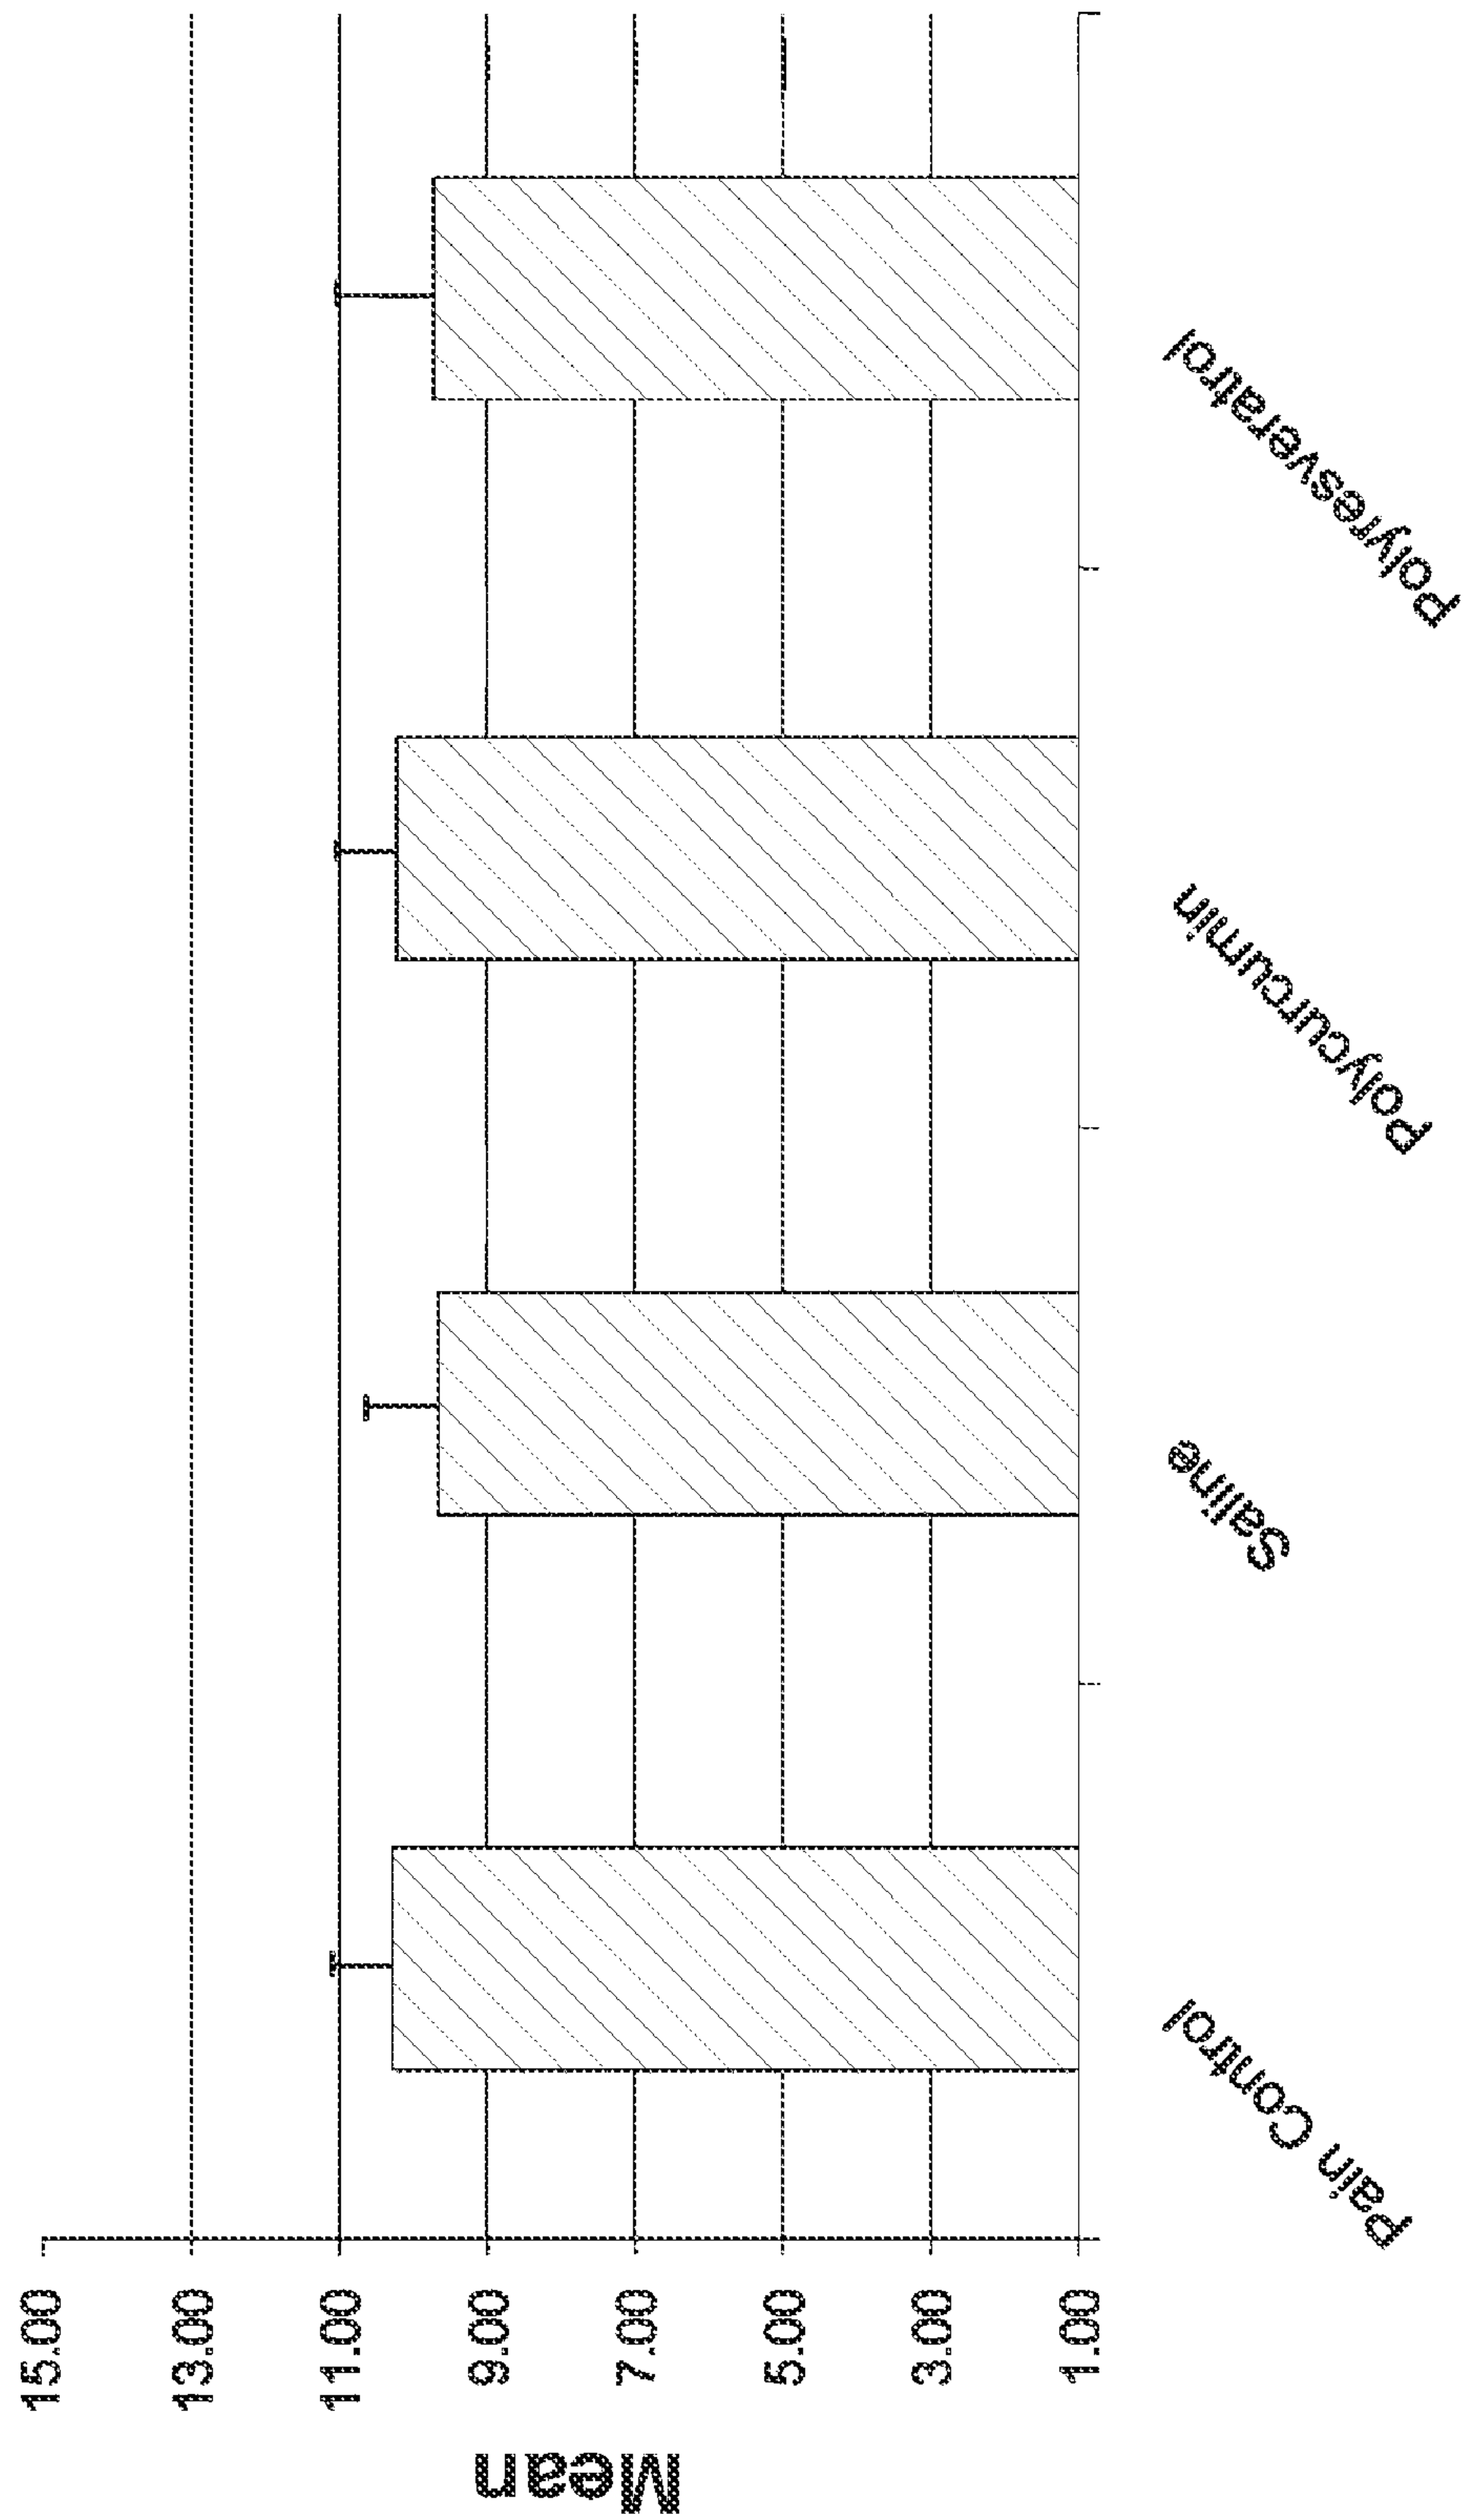 Mean
15.00
13.00
11.00
9.00
7.00
5.00
3.00
1.00
Pain Control
Saline
Polycurcumin
Polyresveratrol